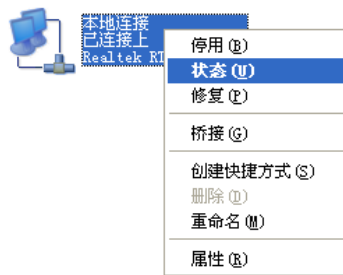 本地连接
已连接上
Realtek
停用(B)
状态(U)
修复(P)
桥接(G)
创建快捷方式(S)
删除(D)
重命名(M)
属性(R)